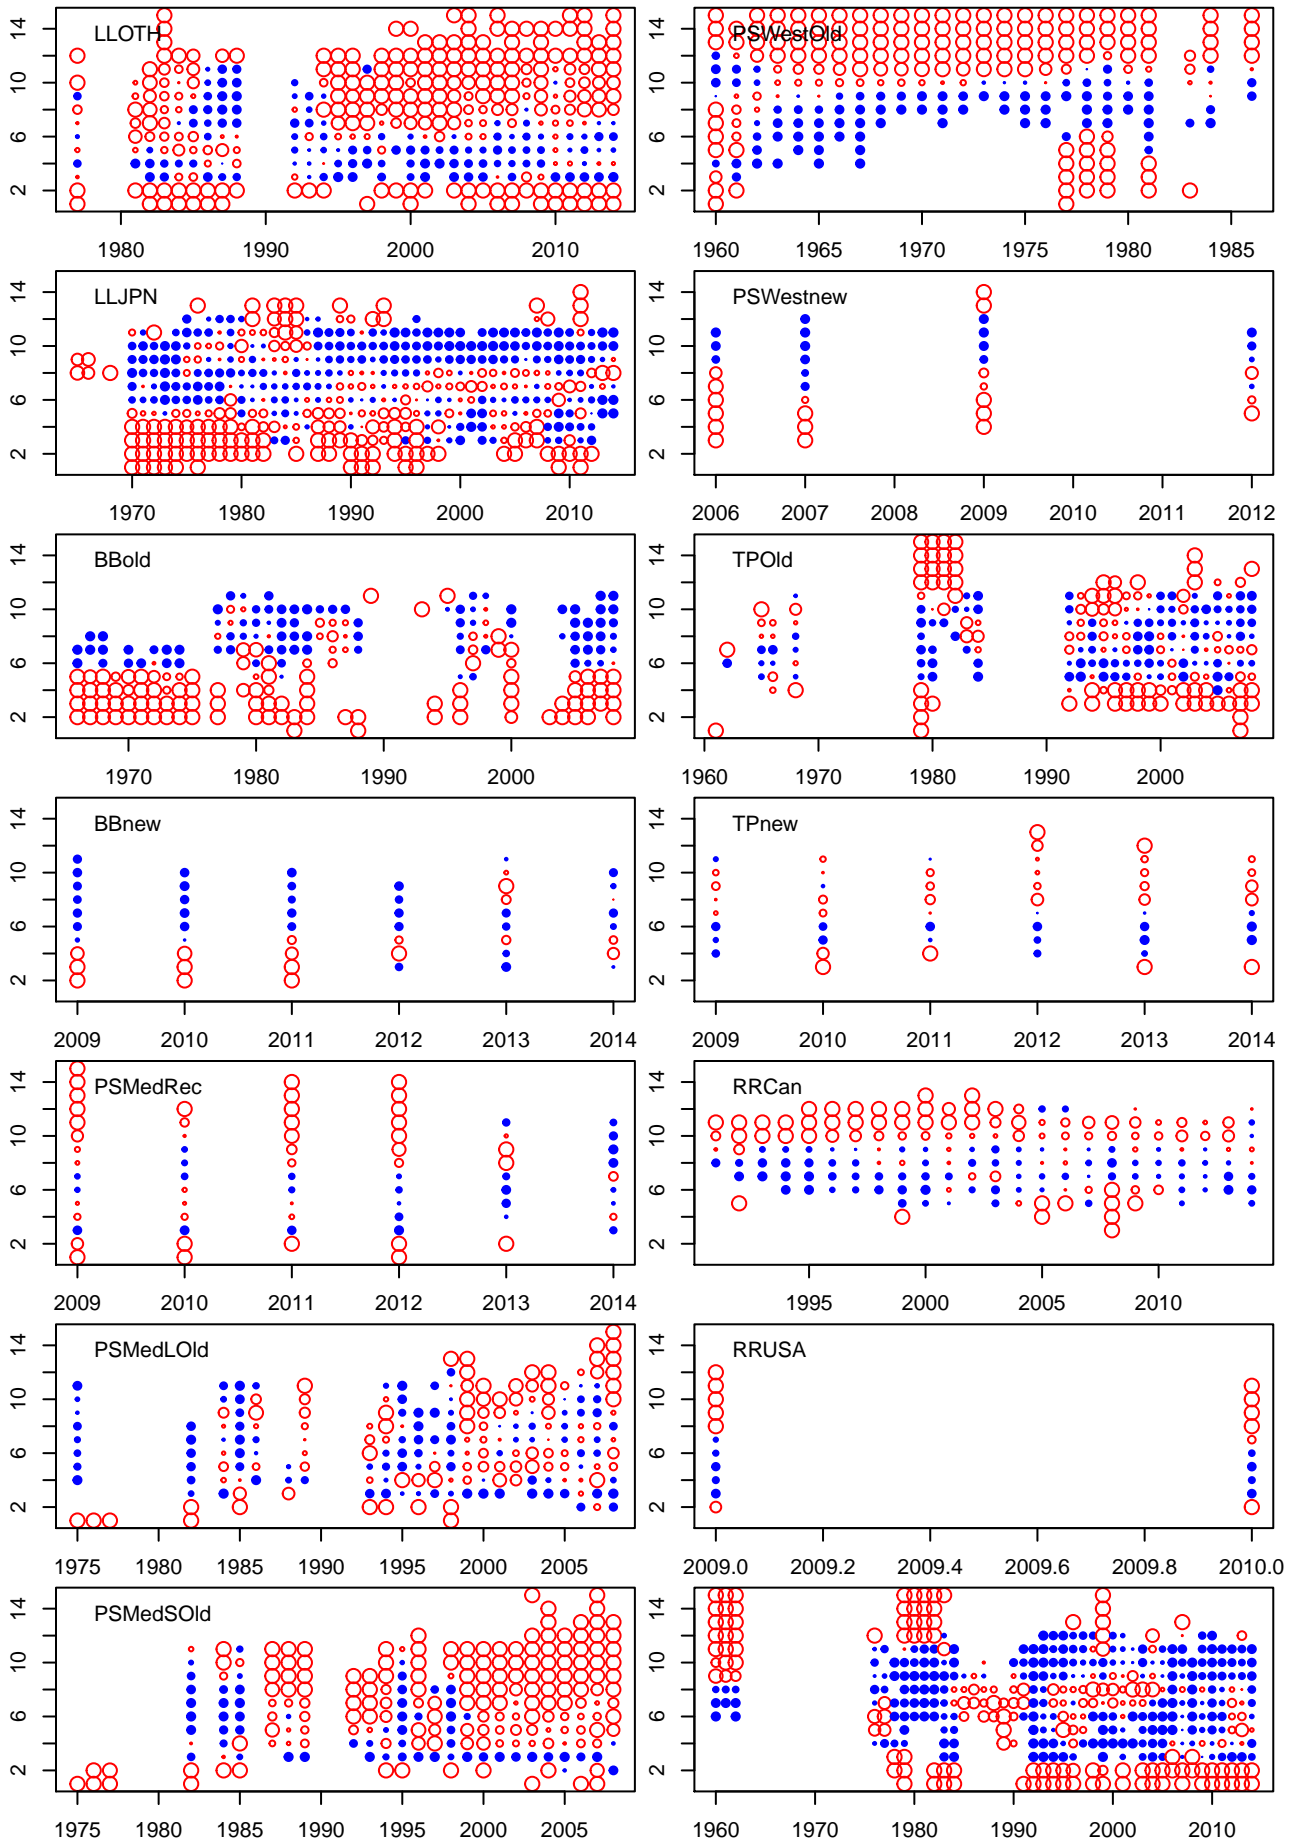 LLOTH
2 6 10 14
1980 1990 2000 2010
PSWestOld
2 6 10 14
1960 1965 1970 1975 1980 1985
LLJPN
2 6 10 14
1970 1980 1990 2000 2010
PSWestnew
2 6 10 14
2006 2007 2008 2009 2010 2011 2012
BBold
2 6 10 14
1970 1980 1990 2000
TPOld
2 6 10 14
1960 1970 1980 1990 2000
BBnew
2 6 10 14
2009 2010 2011 2012 2013 2014
TPnew
2 6 10 14
2009 2010 2011 2012 2013 2014
PSMedRec
2 6 10 14
2009 2010 2011 2012 2013 2014
RRCan
2 6 10 14
1995 2000 2005 2010
PSMedLOld
2 6 10 14
1975 1980 1985 1990 1995 2000 2005
RRUSA
2 6 10 14
2009.0 2009.2 2009.4 2009.6 2009.8 2010.0
PSMedSOld
2 6 10 14
1975 1980 1985 1990 1995 2000 2005
2 6 10 14
1960 1970 1980 1990 2000 2010